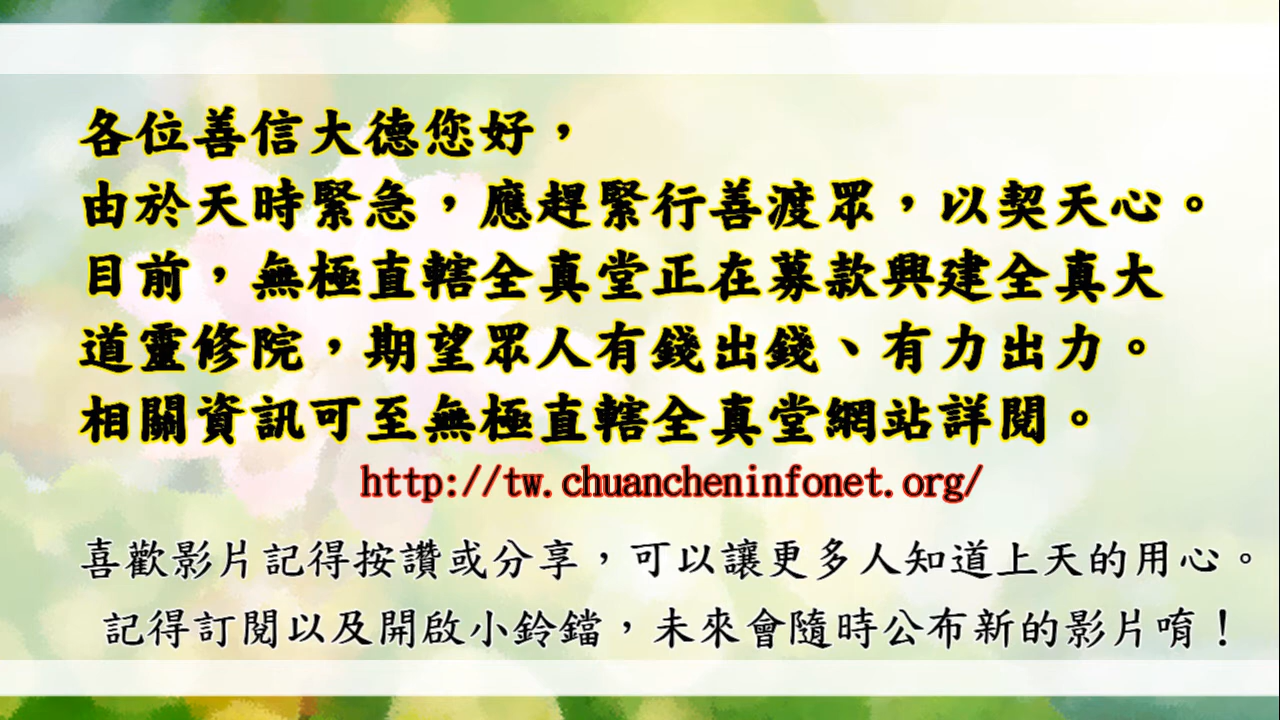 各位善信大德您好，
由於天時緊急，應趕緊行善渡眾，以契天心。
目前，無極直轄全真堂正在募款興建全真大
道靈修院，期望眾人有錢出錢、有力出力。
相關資訊可至無極直轄全真堂網站詳閱。
http://tw.chuancheninfonet.org/
喜歡影片記得按讚或分享，可以讓更多人知道上天的用心。
記得訂閱以及開啟小鈴鐺，未來會隨時公布新的影片唷！